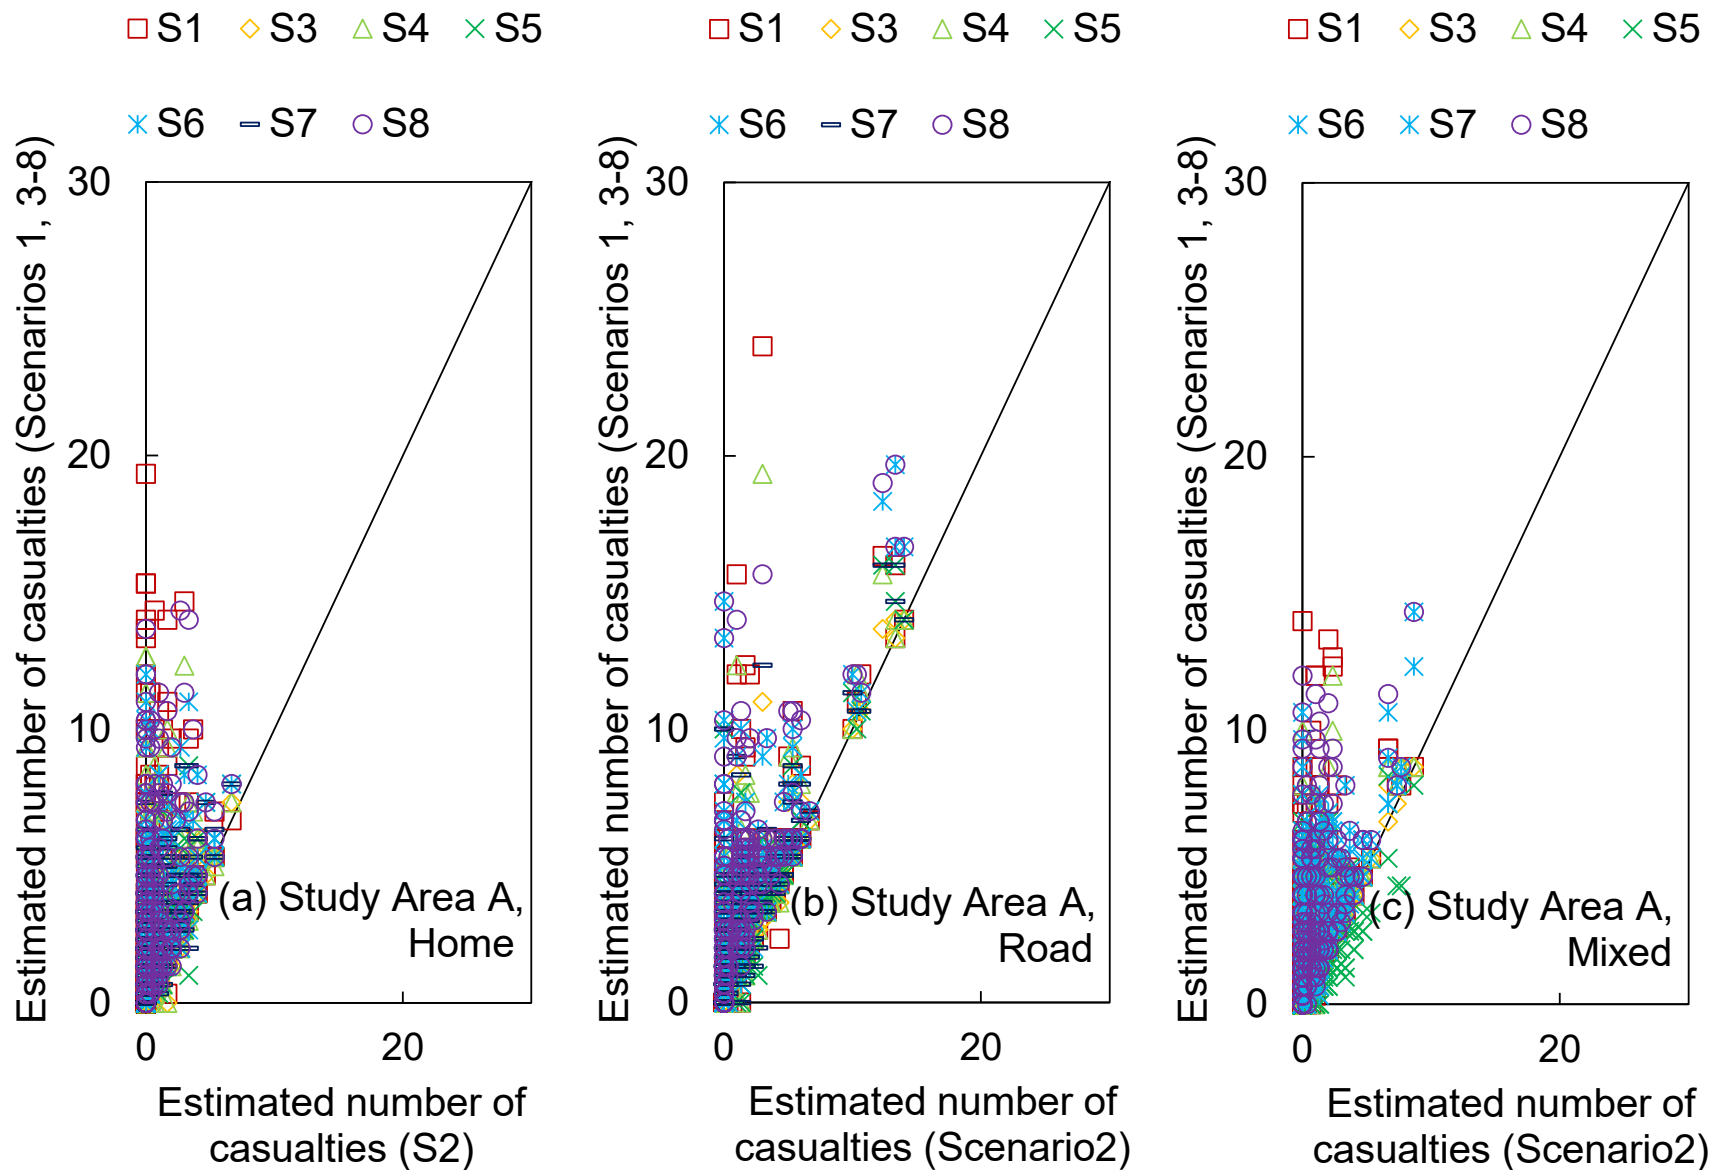 S1 S3 S4 S5
S6 S7 S8
Estimated number of casualties (Scenarios 1, 3-8)
30
20
10
0
0 20
(a) Study Area A,
Home
Estimated number of
casualties (S2)
S1 S3 S4 S5
S6 S7 S8
Estimated number of casualties (Scenarios 1, 3-8)
30
20
10
0
0 20
(b) Study Area A,
Road
Estimated number of
casualties (Scenario2)
S1 S3 S4 S5
S6 S7 S8
Estimated number of casualties (Scenarios 1, 3-8)
30
20
10
0
0 20
(c) Study Area A,
Mixed
Estimated number of
casualties (Scenario2)